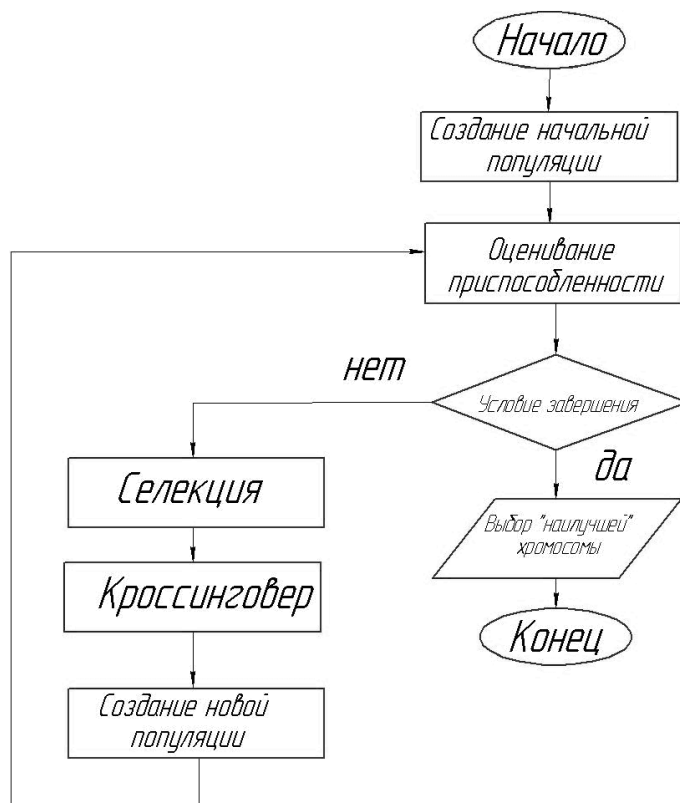 Начало
Создание начальной
популяции
Оценивание
приспособленности
нет
Условие завершения
да
Селекция
Выбор "наилучшей"
хромосомы
Кроссинговер
Конец
Создание новой
популяции